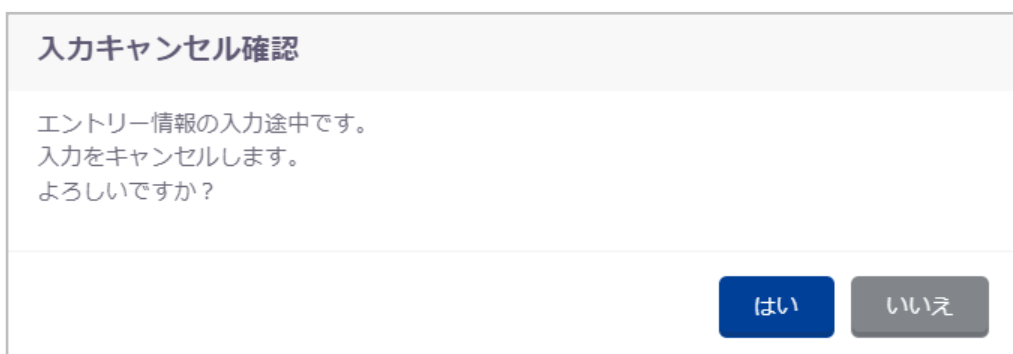 入力キャンセル確認
エントリー情報の入力途中です。
入力をキャンセルします。
よろしいですか？
はい
いいえ